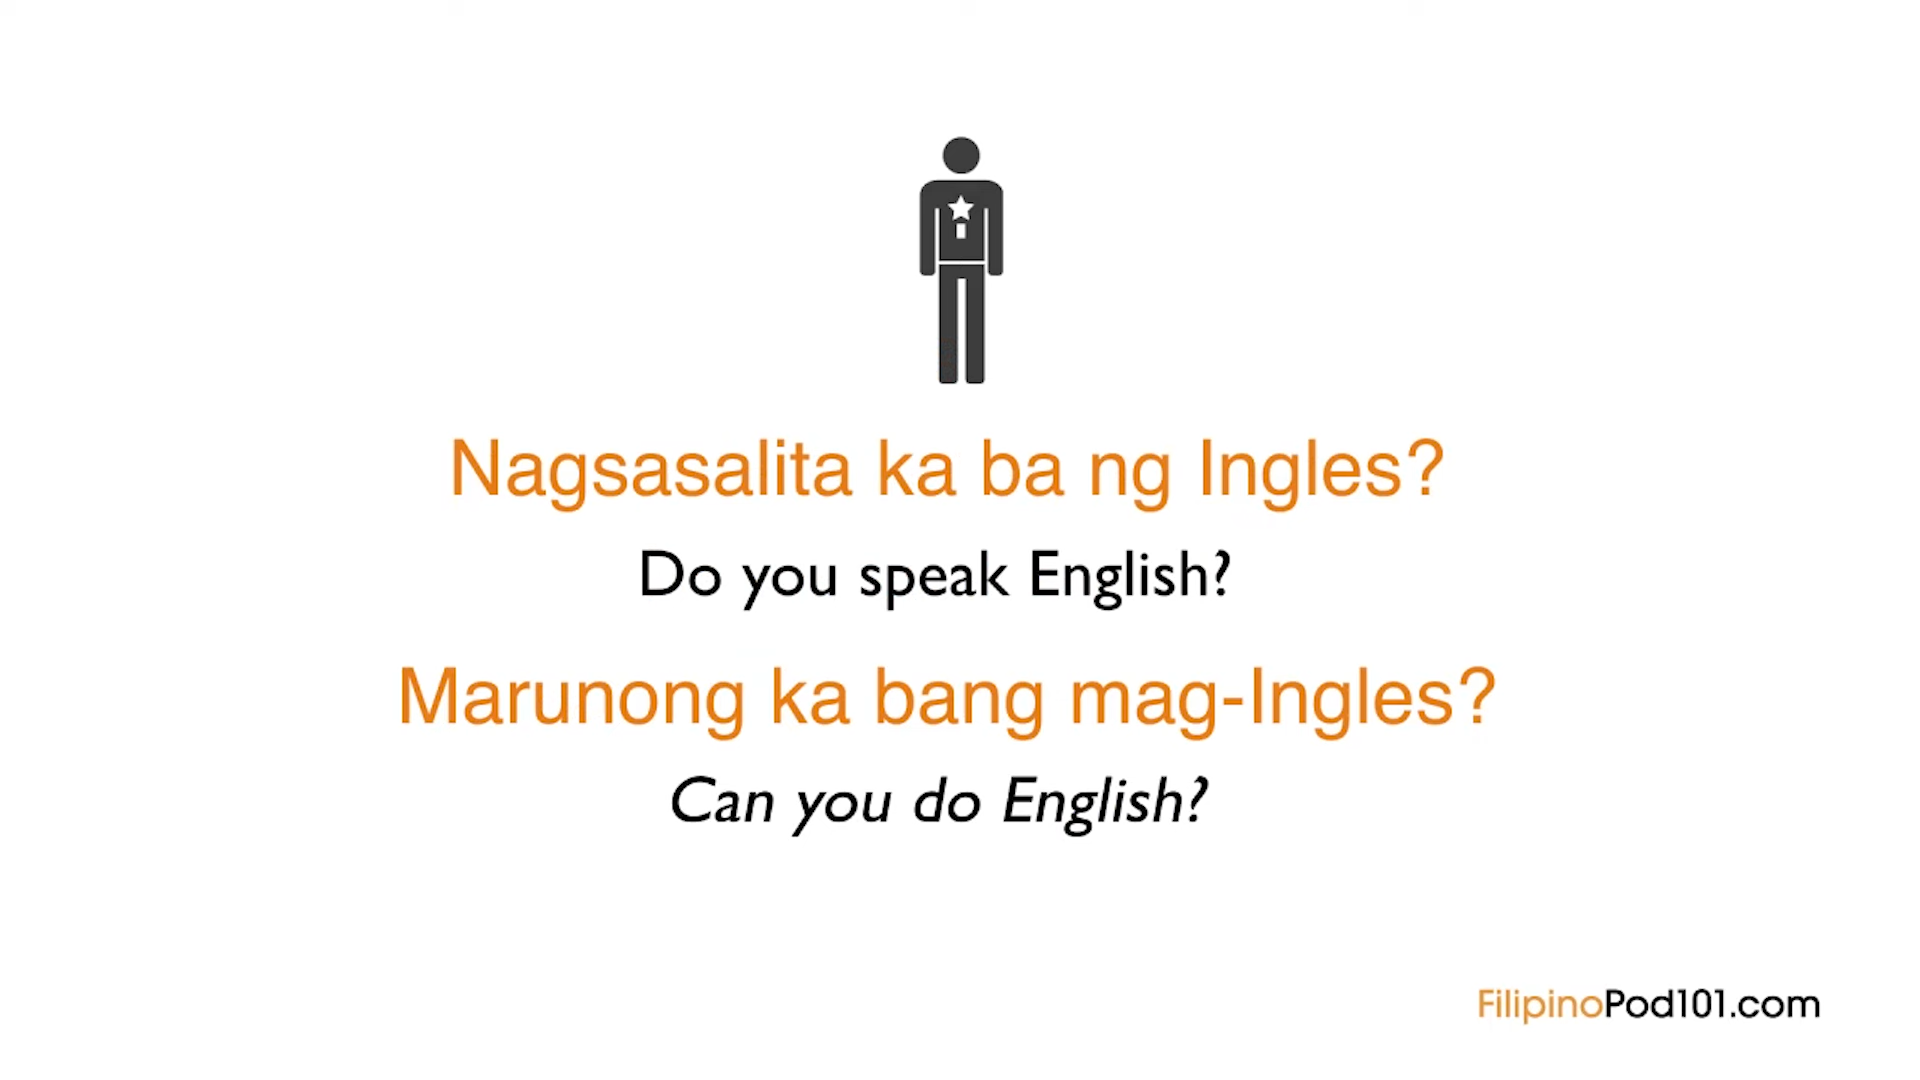 Nagsasalita ka ba ng Ingles?
Do you speak English?
Marunong ka bang mag-Ingles?
Can you do English?
FilipinoPod101.com